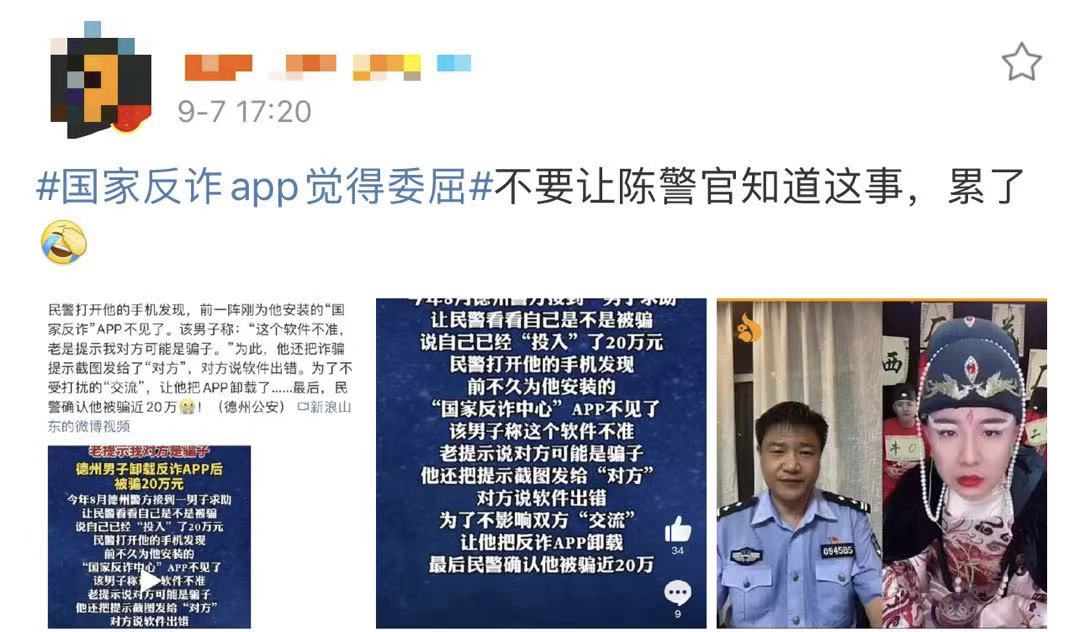 9-7 17:20
#国家反诈app觉得委屈#不要让陈警官知道这事，累了
民警打开他的手机发现，前一阵刚为他安装的“国
家反诈”APP不见了。该男子称：“这个软件不准，
老是提示我对方可能是骗子。”为此，他还把诈骗
提示截图发给了“对方”，对方说软件出错。为了不
受打扰的“交流”，让他把APP卸载了……最后，民
警确认他被骗近20万！（德州公安）新浪山
东的微博视频
老提示我对方是骗子
德州男子卸载反诈APP后
被骗20万元
今年8月德州警方接到一男子求助
让民警看看自己是不是被骗
说自己已经“投入”了20万元
民警打开他的手机发现
前不久为他安装的
“国家反诈中心”APP不见了
该男子称这个软件不准
老提示说对方可能是骗子
他还把提示截图发给“对方”
对方说软件出错
今年8月德州警方接到一男子求助
让民警看看自己是不是被骗
说自己已经“投入”了20万元
民警打开他的手机发现
前不久为他安装的
“国家反诈中心”APP不见了
该男子称这个软件不准
老提示说对方可能是骗子
他还把提示截图发给“对方”
对方说软件出错
为了不影响双方“交流”
让他把反诈APP卸载
最后民警确认他被骗近20万
34
9
094585
西
牛
二